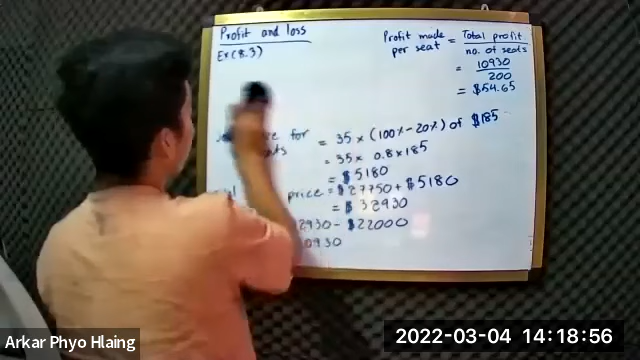 Profit and loss
Ex(8.3)
Profit made per seat = Total profit / no. of seats
= 10930 / 200
= $54.65
for = 35 × (100% - 20%) of $185
= 35 × 0.8 × 185
= $5180
price = $27750 + $5180
= $32930
2930 - $22000
0930
Arkar Phyo Hlaing
2022-03-04 14:18:56